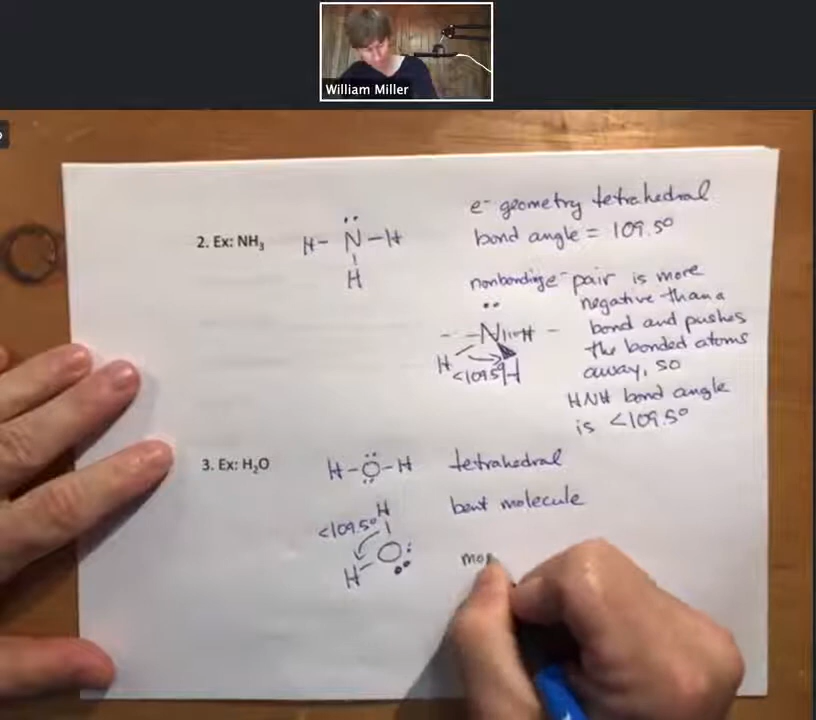 William Miller
2. Ex: NH₃
H- N̈ -H
H
e⁻ geometry tetrahedral
bond angle = 109.5°
nonbonding e⁻ pair is more
negative than a
bond and pushes
the bonded atoms
away, so
HNH bond angle
is <109.5°
N H
H
<109.5° H
3. Ex: H₂O
H-Ö-H
tetrahedral
bent molecule
H
<109.5°
O
H
mor